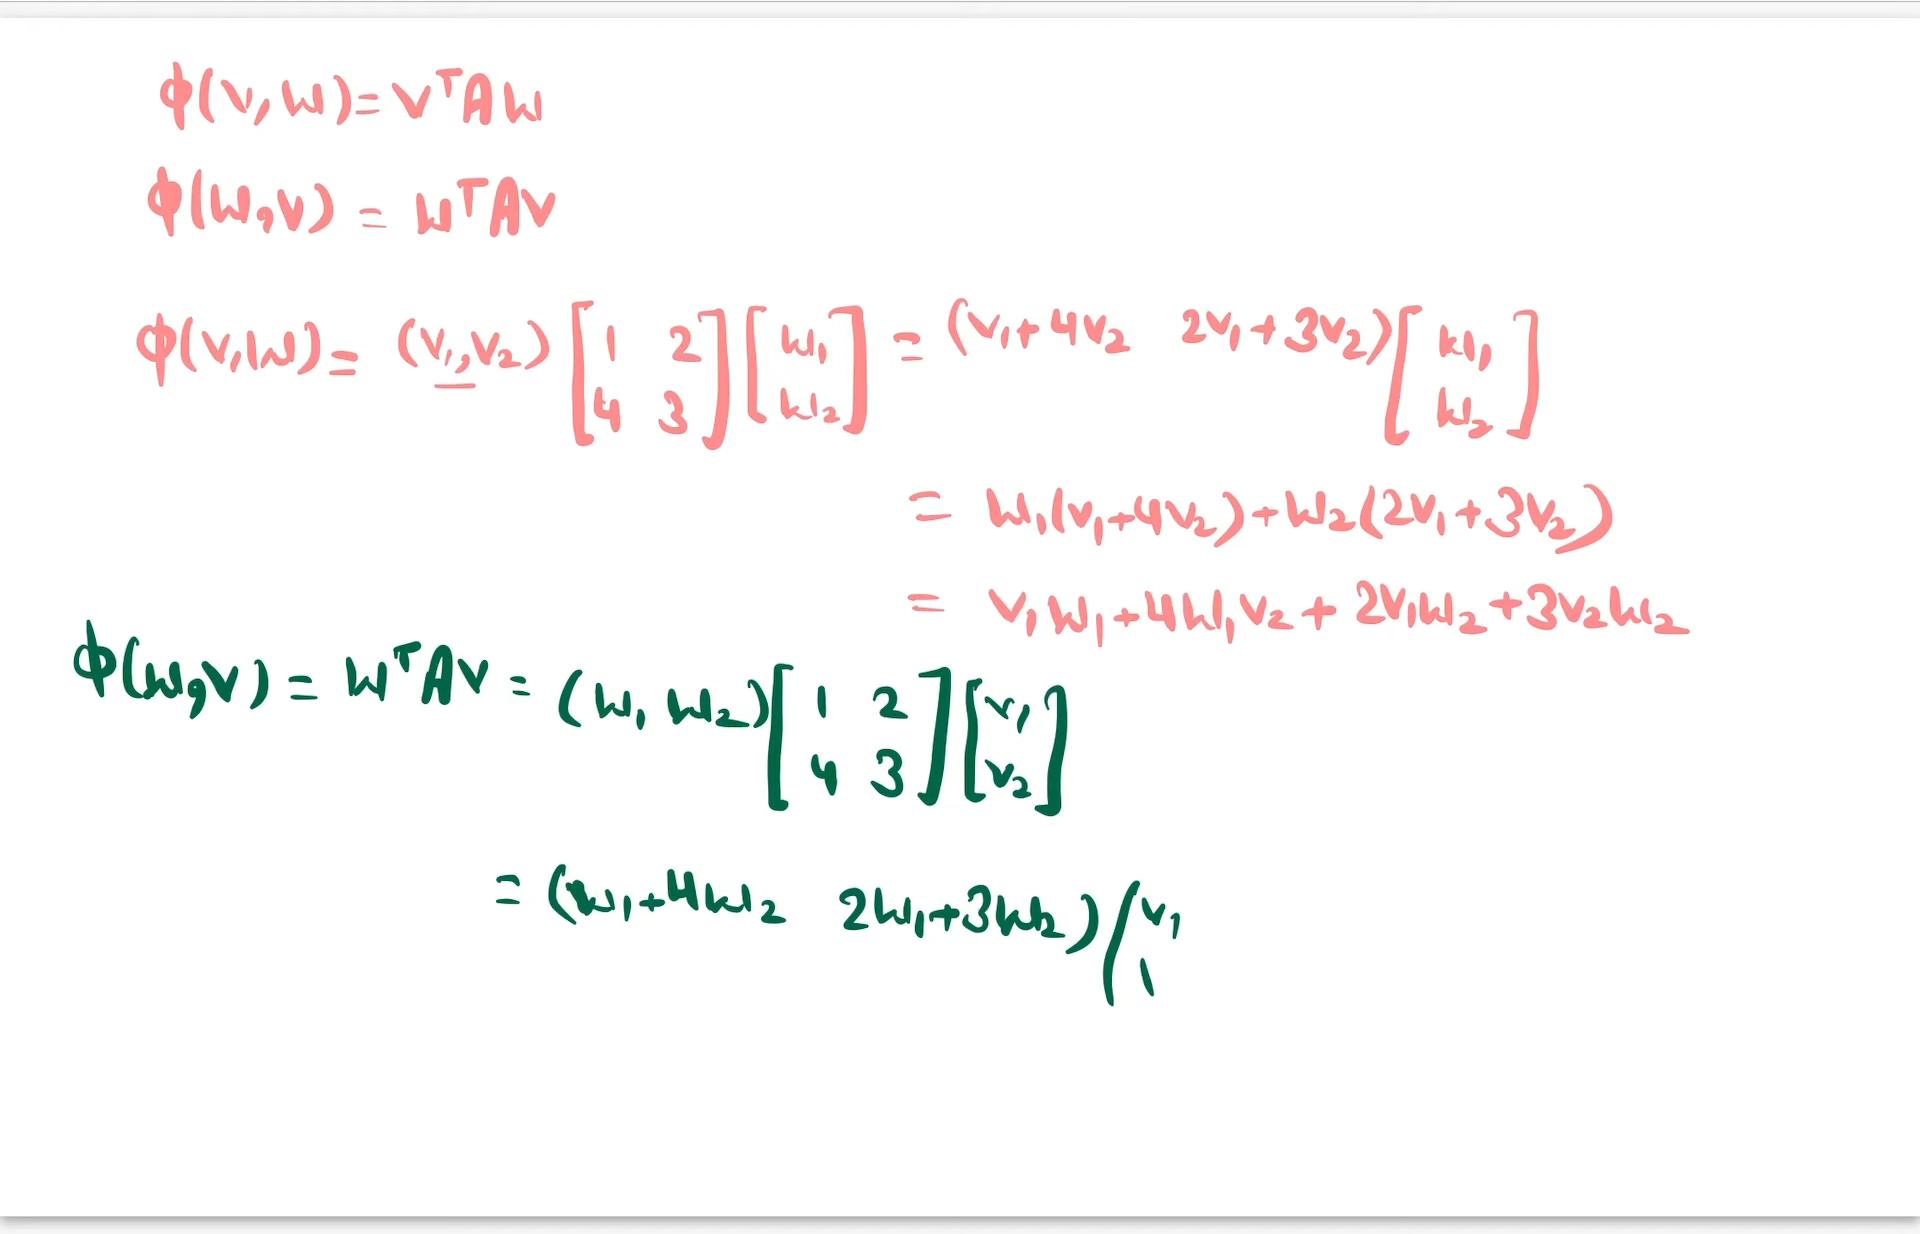 φ(v, w) = vᵀAw
φ(w, v) = wᵀAv
φ(v, w) = (v₁, v₂) [1 2; 4 3] [w₁; w₂] = (v₁+4v₂  2v₁+3v₂) [w₁; w₂]
= w₁(v₁+4v₂)+w₂(2v₁+3v₂)
= v₁w₁+4w₁v₂+2v₁w₂+3v₂w₂
φ(w, v) = wᵀAv = (w₁ w₂) [1 2; 4 3] [v₁; v₂]
= (w₁+4w₂  2w₁+3w₂) (v₁